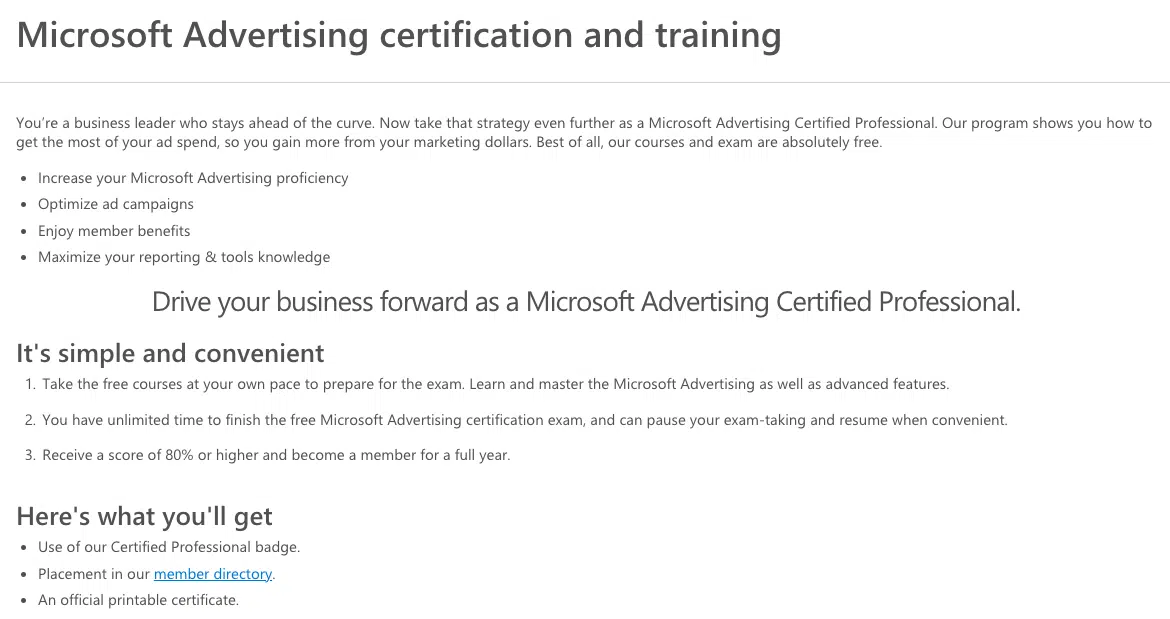 Microsoft Advertising certification and training
You're a business leader who stays ahead of the curve. Now take that strategy even further as a Microsoft Advertising Certified Professional. Our program shows you how to
get the most of your ad spend, so you gain more from your marketing dollars. Best of all, our courses and exam are absolutely free.
• Increase your Microsoft Advertising proficiency
• Optimize ad campaigns
• Enjoy member benefits
• Maximize your reporting & tools knowledge
Drive your business forward as a Microsoft Advertising Certified Professional.
It's simple and convenient
1. Take the free courses at your own pace to prepare for the exam. Learn and master the Microsoft Advertising as well as advanced features.
2. You have unlimited time to finish the free Microsoft Advertising certification exam, and can pause your exam-taking and resume when convenient.
3. Receive a score of 80% or higher and become a member for a full year.
Here's what you'll get
• Use of our Certified Professional badge.
• Placement in our member directory.
• An official printable certificate.